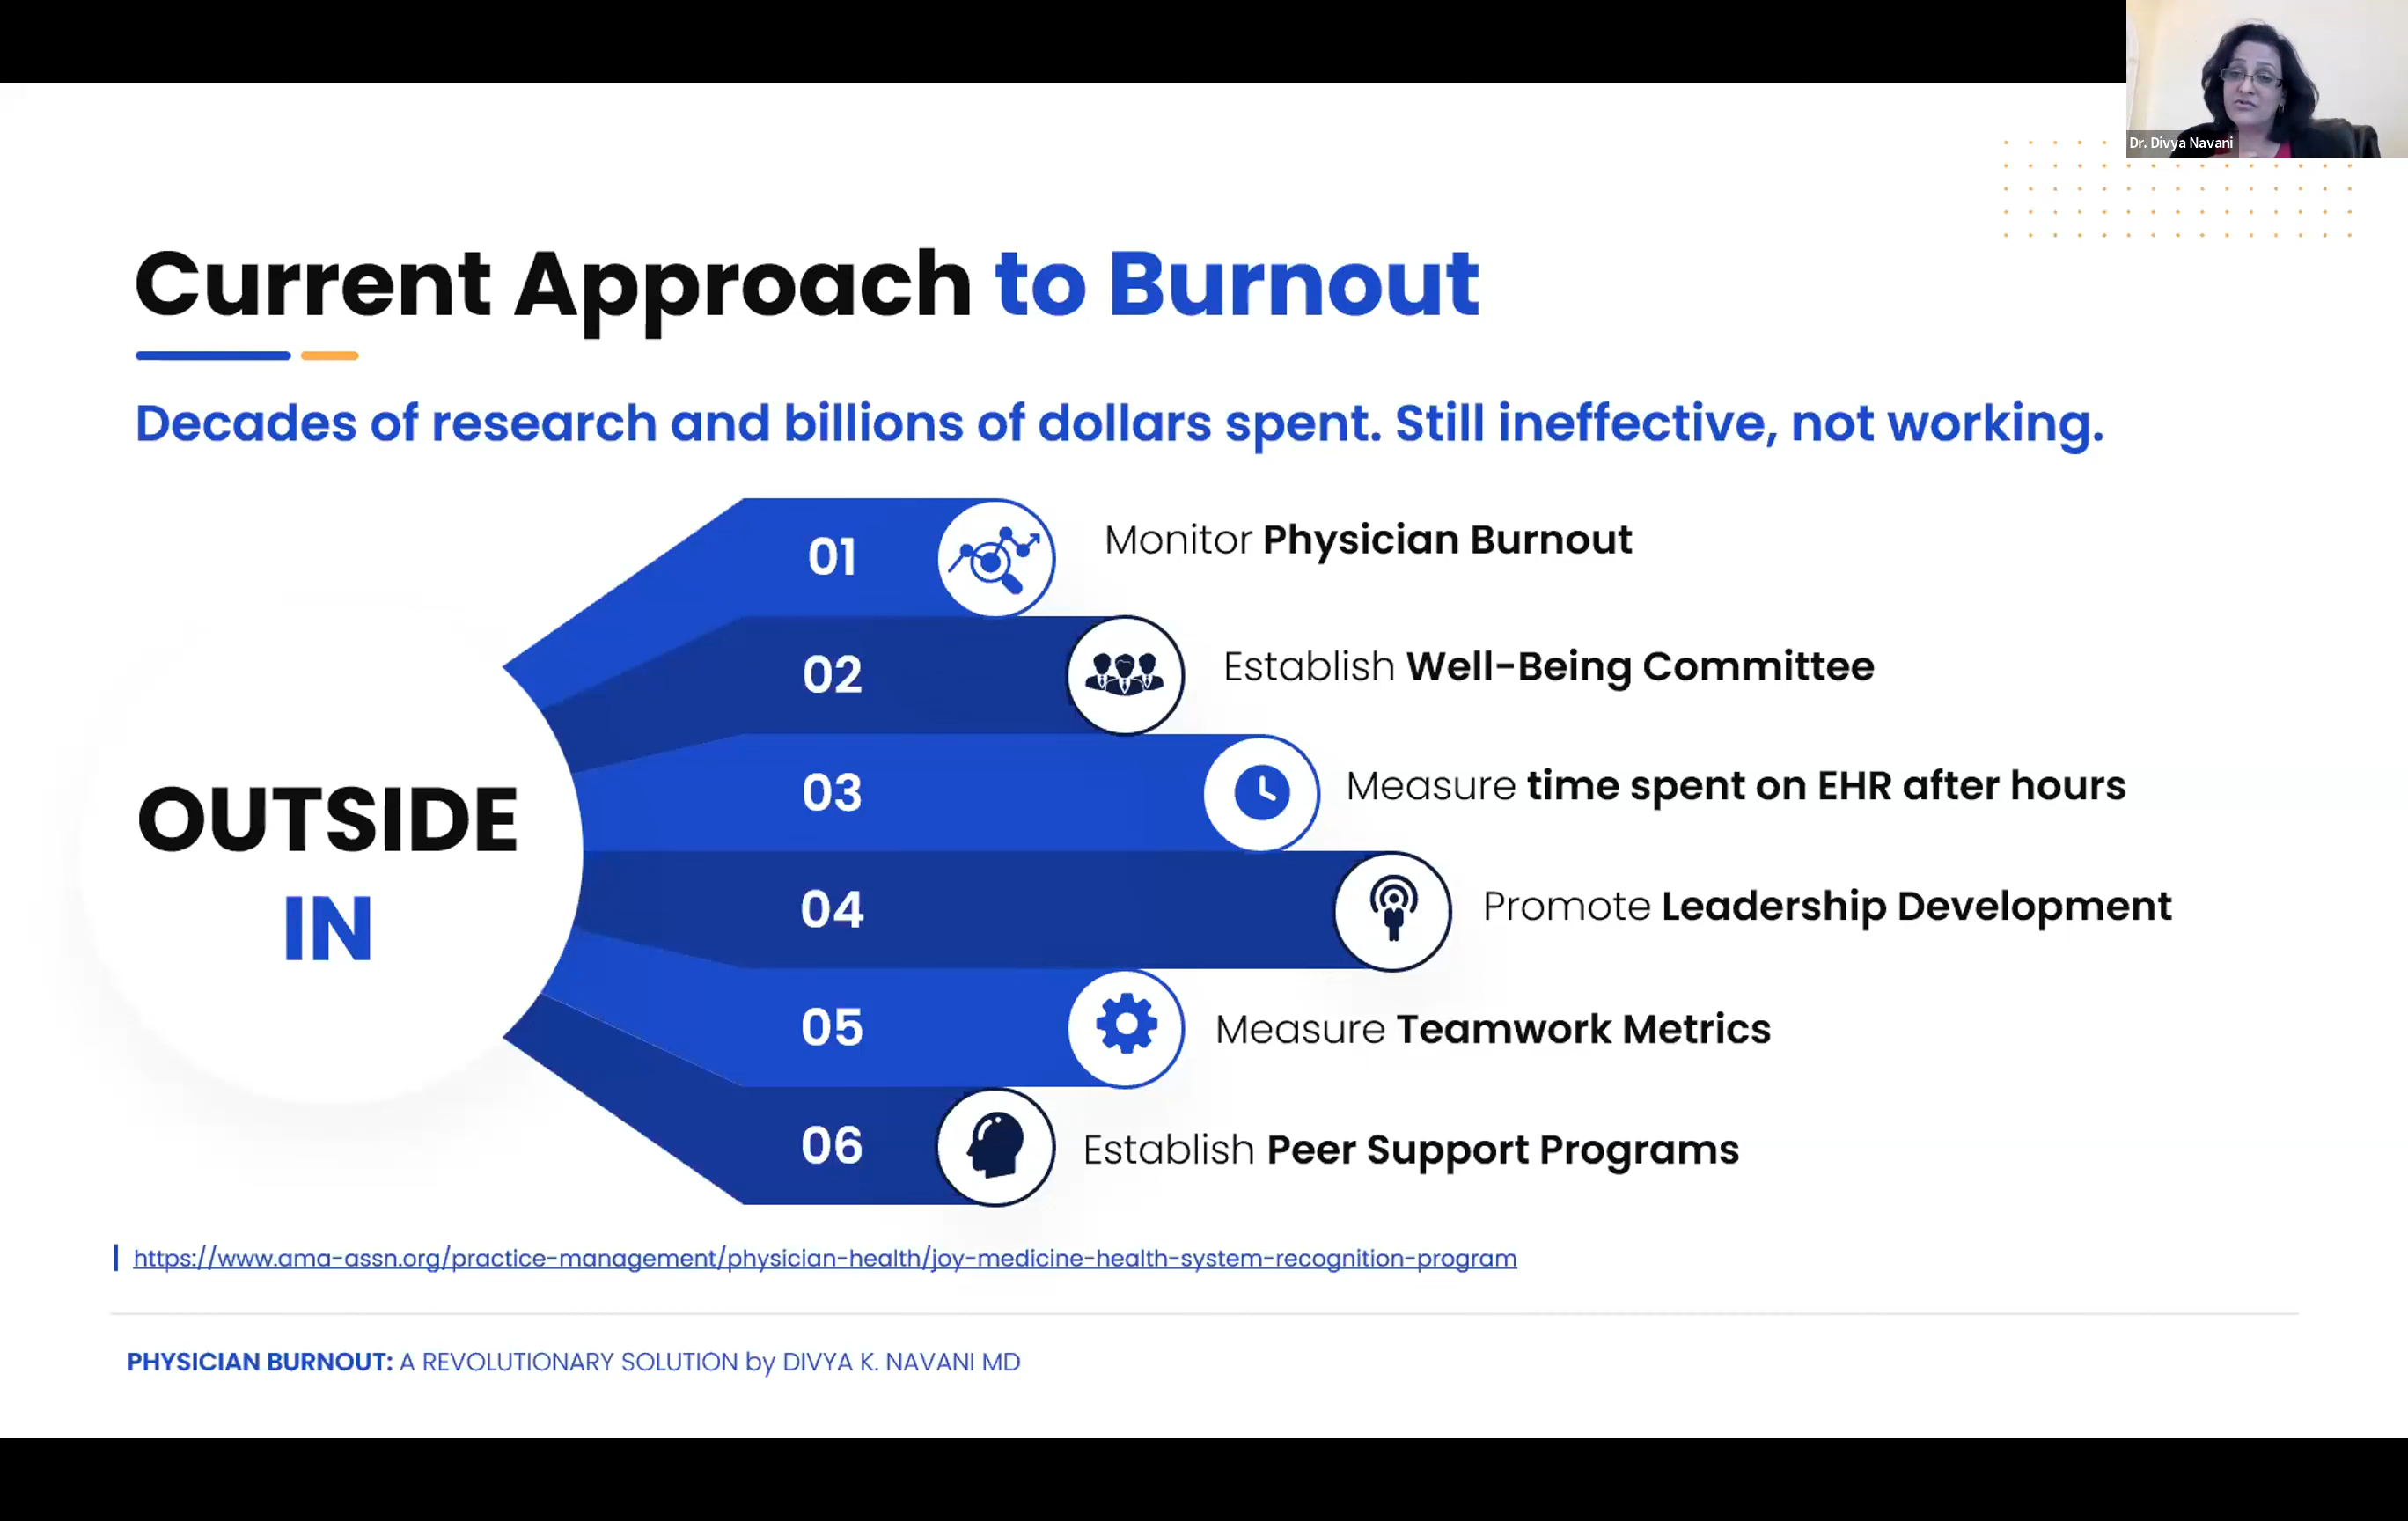 Dr. Divya Navani
Current Approach to Burnout
Decades of research and billions of dollars spent. Still ineffective, not working.
OUTSIDE
IN
01
Monitor Physician Burnout
02
Establish Well-Being Committee
03
Measure time spent on EHR after hours
04
Promote Leadership Development
05
Measure Teamwork Metrics
06
Establish Peer Support Programs
https://www.ama-assn.org/practice-management/physician-health/joy-medicine-health-system-recognition-program
PHYSICIAN BURNOUT: A REVOLUTIONARY SOLUTION by DIVYA K. NAVANI MD